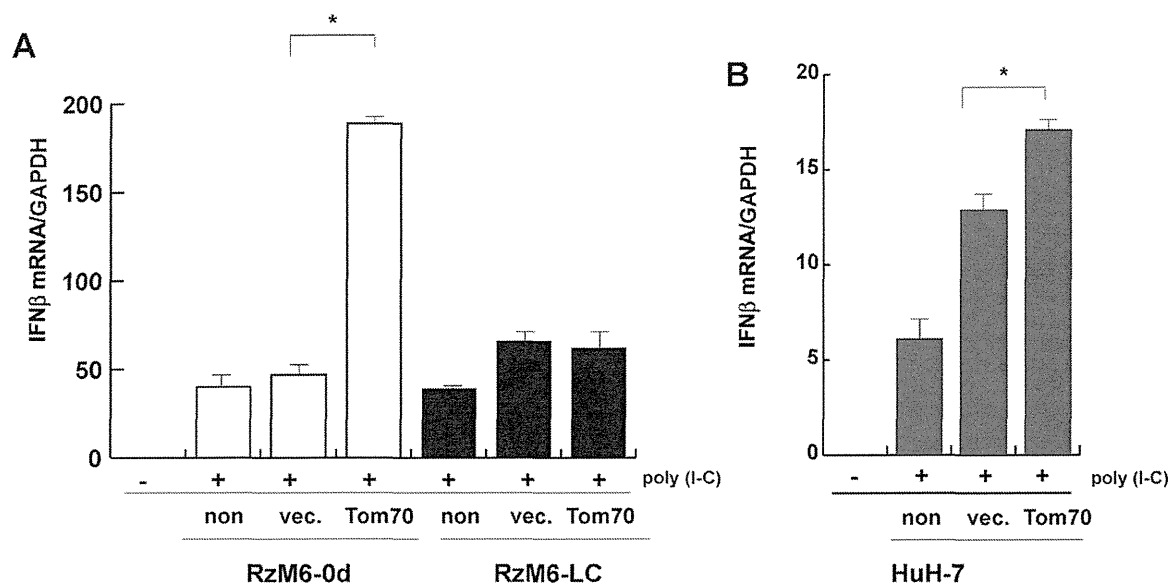 A
*
IFNβ mRNA/GAPDH
200
150
100
50
0
- + + + + + + poly (I-C)
non vec. Tom70 non vec. Tom70
RzM6-0d RzM6-LC
B
*
IFNβ mRNA/GAPDH
20
15
10
5
0
- + + + poly (I-C)
non vec. Tom70
HuH-7